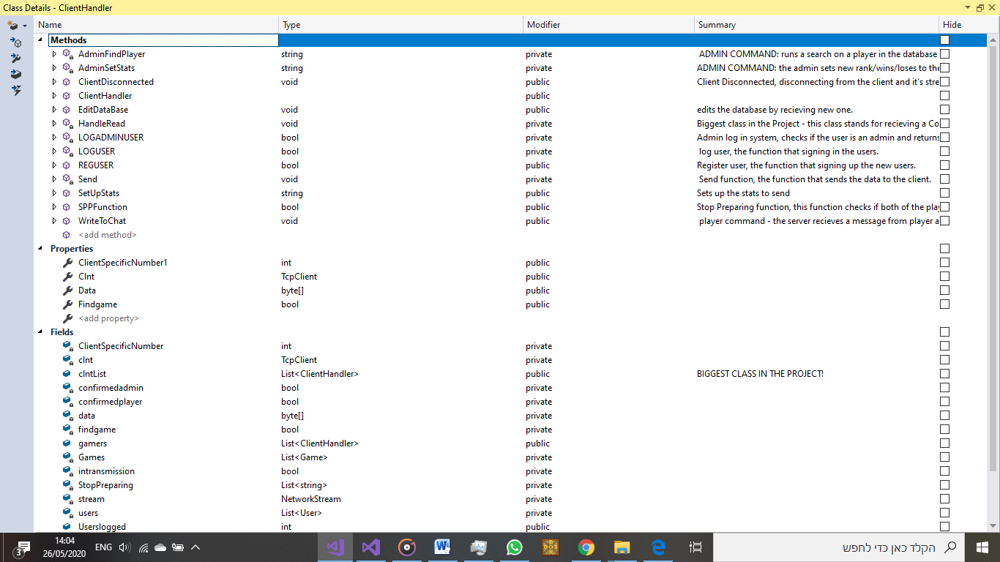 Class Details - ClientHandler
Name Type Modifier Summary Hide
Methods
AdminFindPlayer string private ADMIN COMMAND: runs a search on a player in the database
AdminSetStats string private ADMIN COMMAND: the admin sets new rank/wins/loses to the
ClientDisconnected void public Client Disconnected, disconnecting from the client and it's stre
ClientHandler public
EditDataBase void public edits the database by recieving new one.
HandleRead void private Biggest class in the Project - this class stands for recieving a Co
LOGADMINUSER bool private Admin log in system, checks if the user is an admin and returns
LOGUSER bool private log user, the function that signing in the users.
REGUSER bool public Register user, the function that signing up the new users.
Send void private Send function, the function that sends the data to the client.
SetUpStats string public Sets up the stats to send
SPPFunction bool public Stop Preparing function, this function checks if both of the pla
WriteToChat void public player command - the server recieves a message from player a
<add method>
Properties
ClientSpecificNumber1 int public
Clnt TcpClient public
Data byte[] public
Findgame bool public
<add property>
Fields
ClientSpecificNumber int private
clnt TcpClient private
clntList List<ClientHandler> public BIGGEST CLASS IN THE PROJECT!
confirmedadmin bool private
confirmedplayer bool private
data byte[] private
findgame bool private
gamers List<ClientHandler> public
Games List<Game> private
intransmission bool private
StopPreparing List<string> private
stream NetworkStream private
users List<User> private
Userslogged int public
3 14:04 ENG הקלד כאן כדי לחפש
26/05/2020